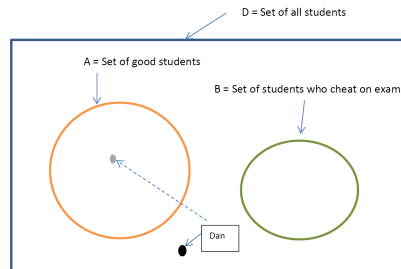 D = Set of all students
A = Set of good students
B = Set of students who cheat on exam
Dan